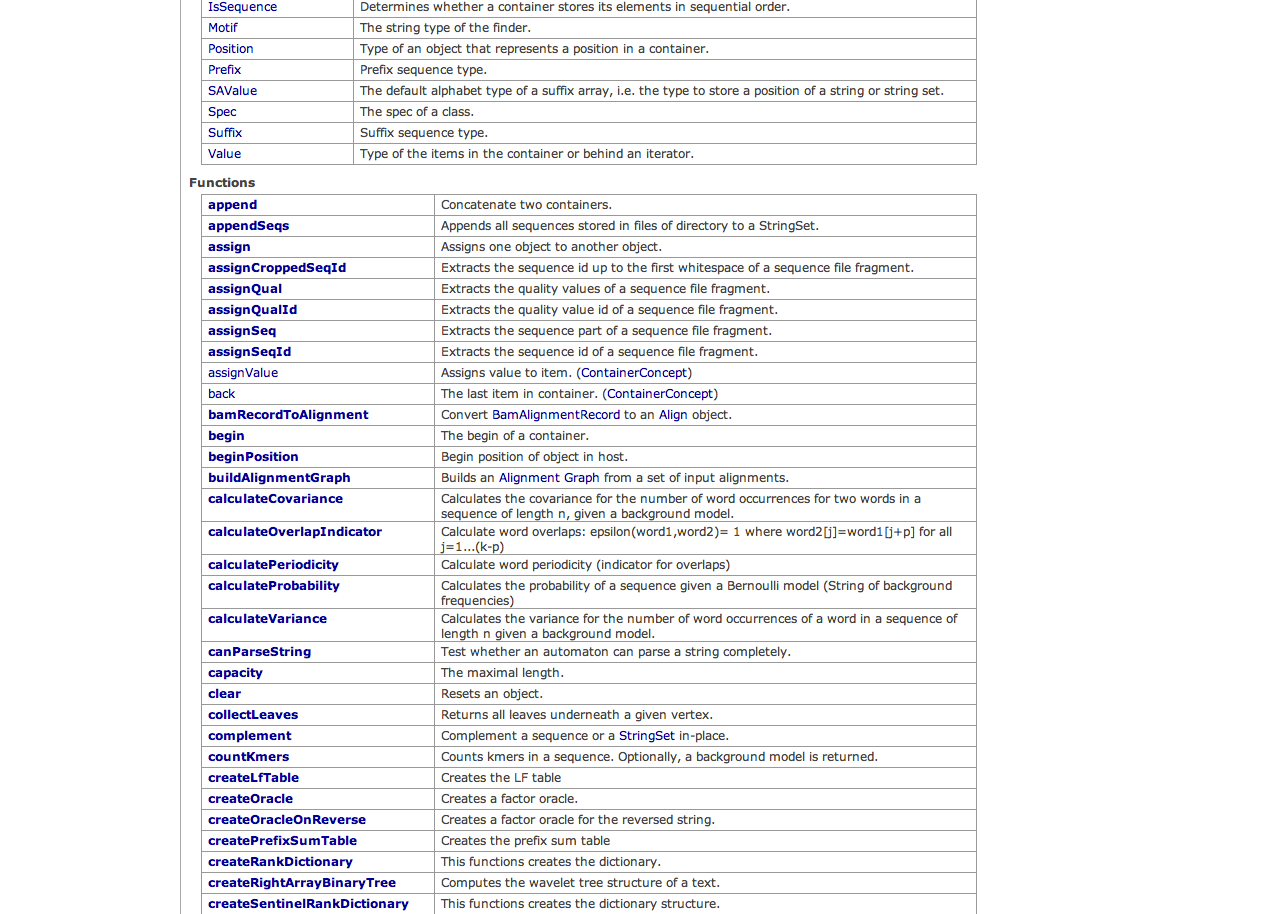 IsSequence Determines whether a container stores its elements in sequential order.
Motif The string type of the finder.
Position Type of an object that represents a position in a container.
Prefix Prefix sequence type.
SAValue The default alphabet type of a suffix array, i.e. the type to store a position of a string or string set.
Spec The spec of a class.
Suffix Suffix sequence type.
Value Type of the items in the container or behind an iterator.
Functions
append Concatenate two containers.
appendSeqs Appends all sequences stored in files of directory to a StringSet.
assign Assigns one object to another object.
assignCroppedSeqId Extracts the sequence id up to the first whitespace of a sequence file fragment.
assignQual Extracts the quality values of a sequence file fragment.
assignQualId Extracts the quality value id of a sequence file fragment.
assignSeq Extracts the sequence part of a sequence file fragment.
assignSeqId Extracts the sequence id of a sequence file fragment.
assignValue Assigns value to item. (ContainerConcept)
back The last item in container. (ContainerConcept)
bamRecordToAlignment Convert BamAlignmentRecord to an Align object.
begin The begin of a container.
beginPosition Begin position of object in host.
buildAlignmentGraph Builds an Alignment Graph from a set of input alignments.
calculateCovariance Calculates the covariance for the number of word occurrences for two words in a
sequence of length n, given a background model.
calculateOverlapIndicator Calculate word overlaps: epsilon(word1,word2)= 1 where word2[j]=word1[j+p] for all
j=1...(k-p)
calculatePeriodicity Calculate word periodicity (indicator for overlaps)
calculateProbability Calculates the probability of a sequence given a Bernoulli model (String of background
frequencies)
calculateVariance Calculates the variance for the number of word occurrences of a word in a sequence of
length n given a background model.
canParseString Test whether an automaton can parse a string completely.
capacity The maximal length.
clear Resets an object.
collectLeaves Returns all leaves underneath a given vertex.
complement Complement a sequence or a StringSet in-place.
countKmers Counts kmers in a sequence. Optionally, a background model is returned.
createLfTable Creates the LF table
createOracle Creates a factor oracle.
createOracleOnReverse Creates a factor oracle for the reversed string.
createPrefixSumTable Creates the prefix sum table
createRankDictionary This functions creates the dictionary.
createRightArrayBinaryTree Computes the wavelet tree structure of a text.
createSentinelRankDictionary This functions creates the dictionary structure.